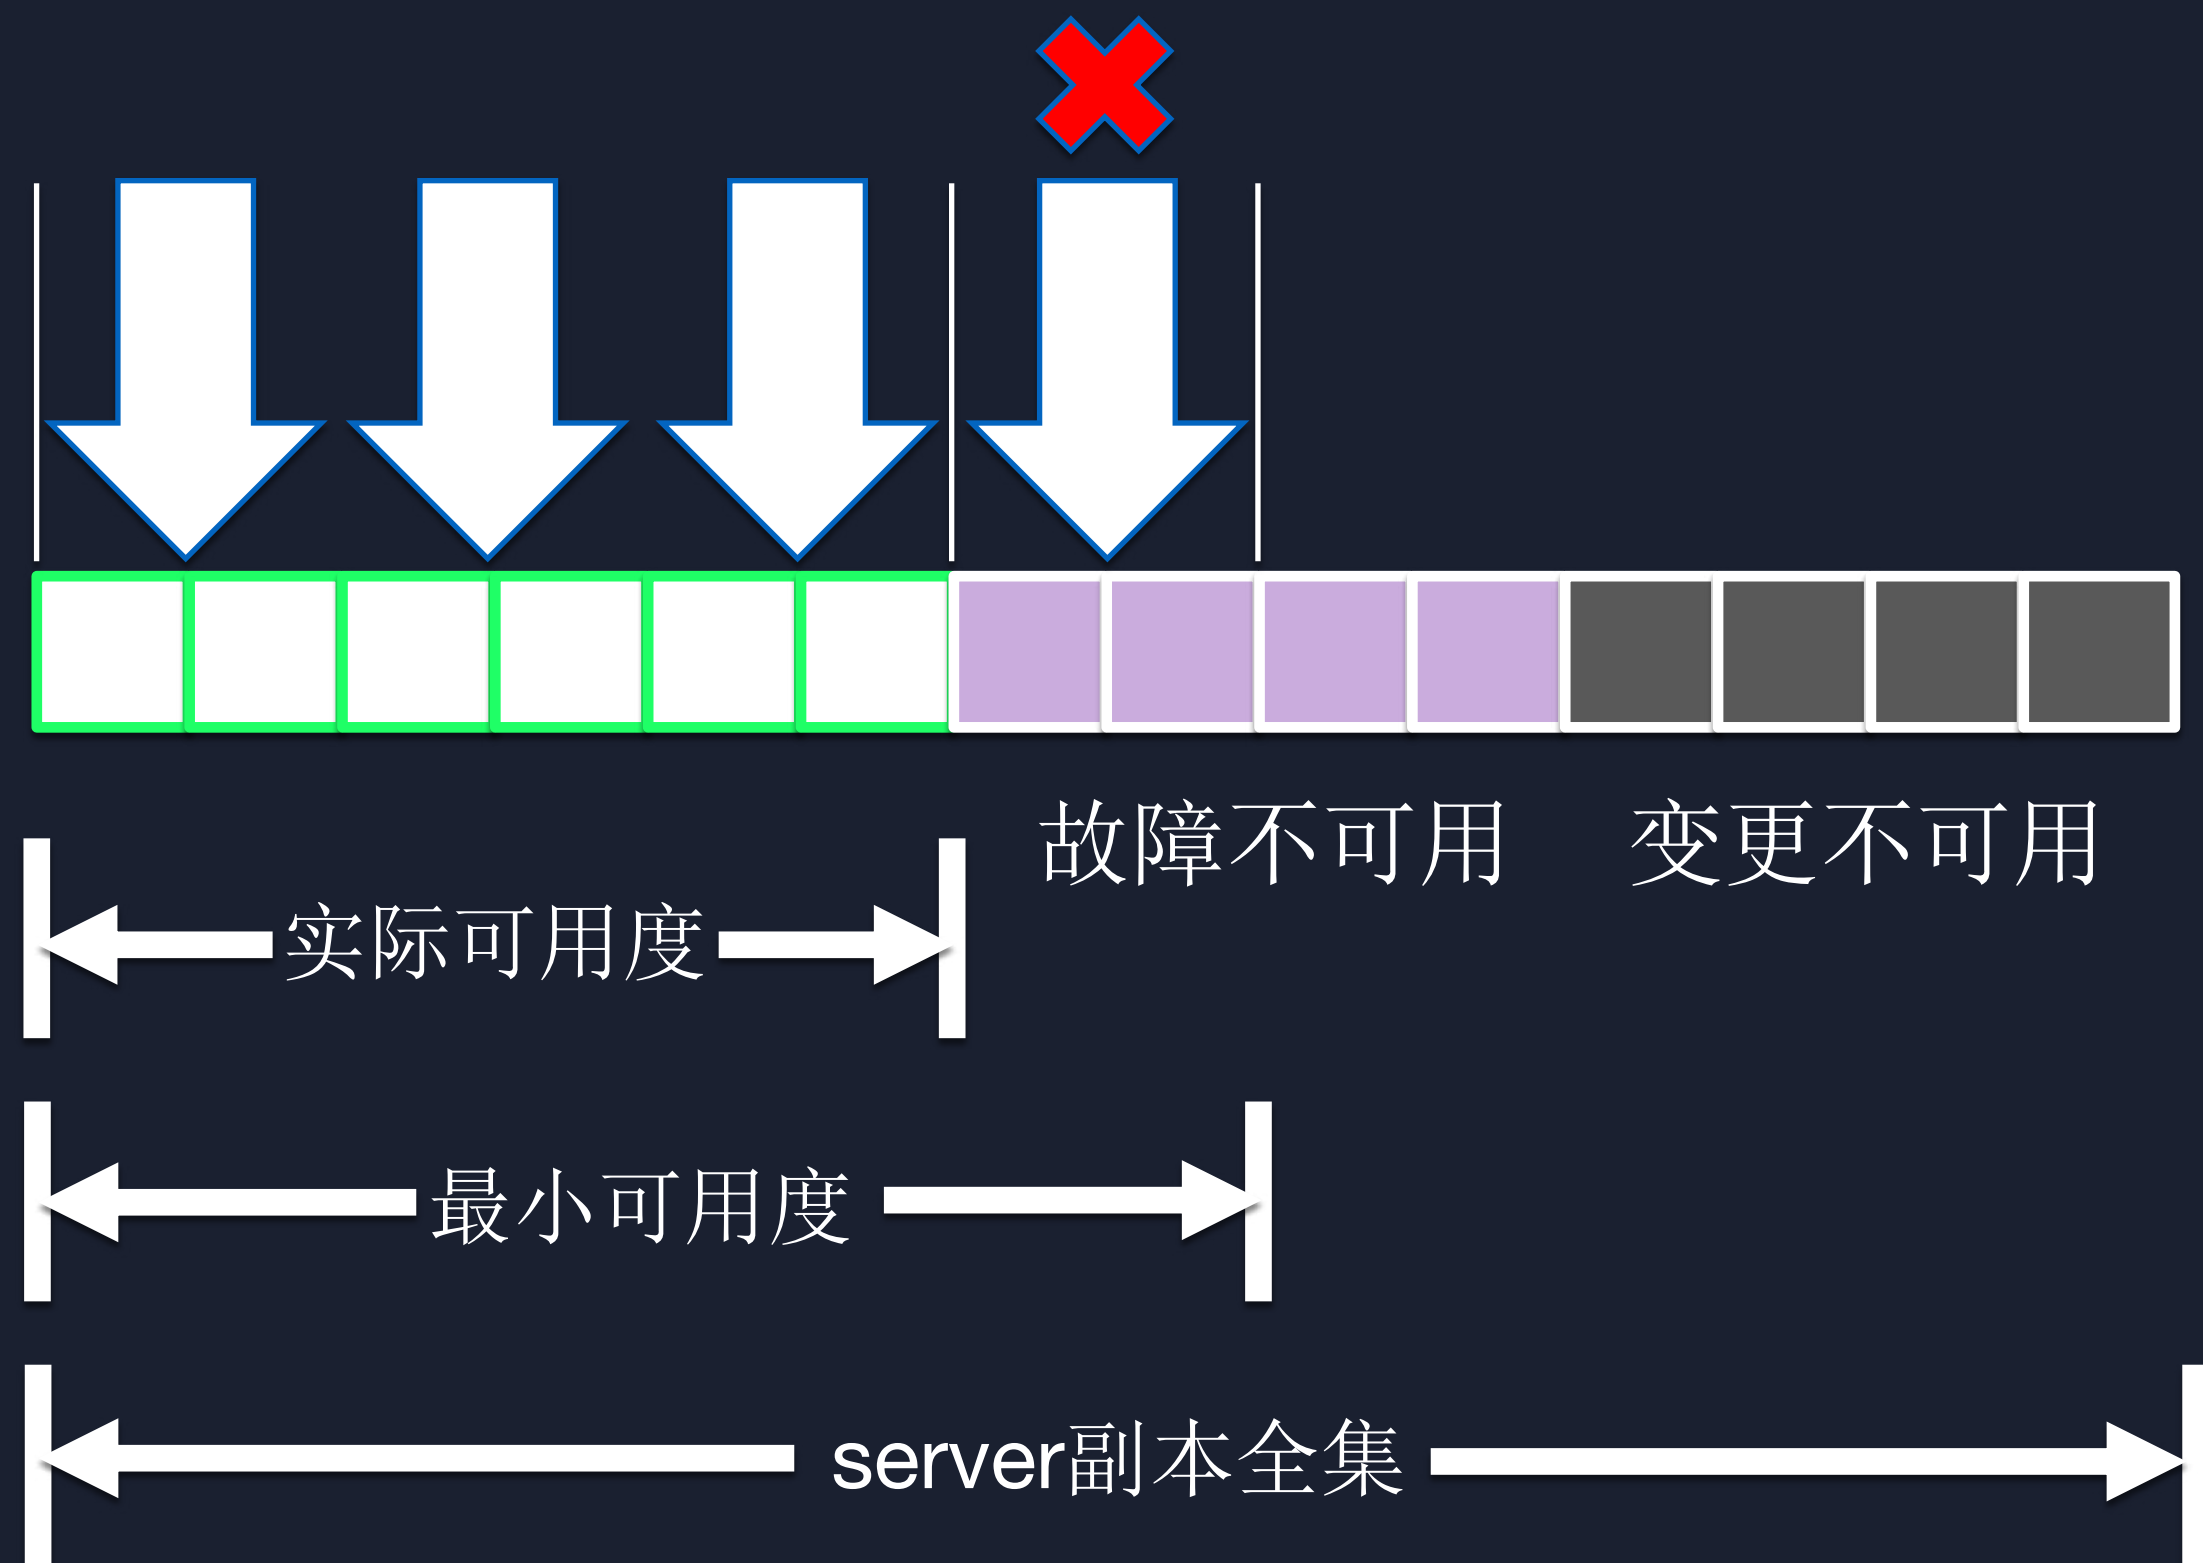 故障不可用
变更不可用
实际可用度
最小可用度
server副本全集